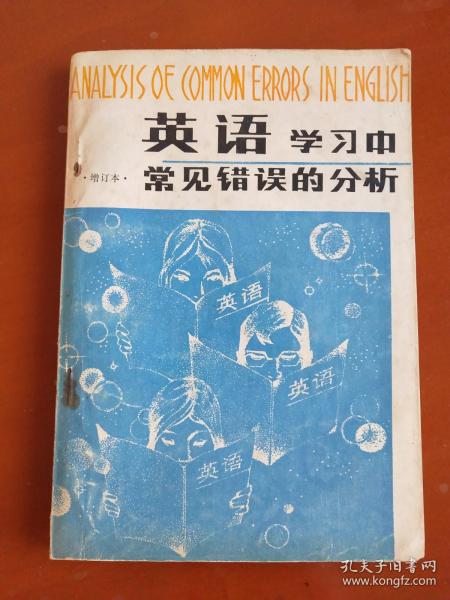 ANALYSIS OF COMMON ERRORS IN ENGLISH
英语 学习中
·增订本· 常见错误的分析
英语
英语
英语
孔夫子旧书网
www.kongfz.com